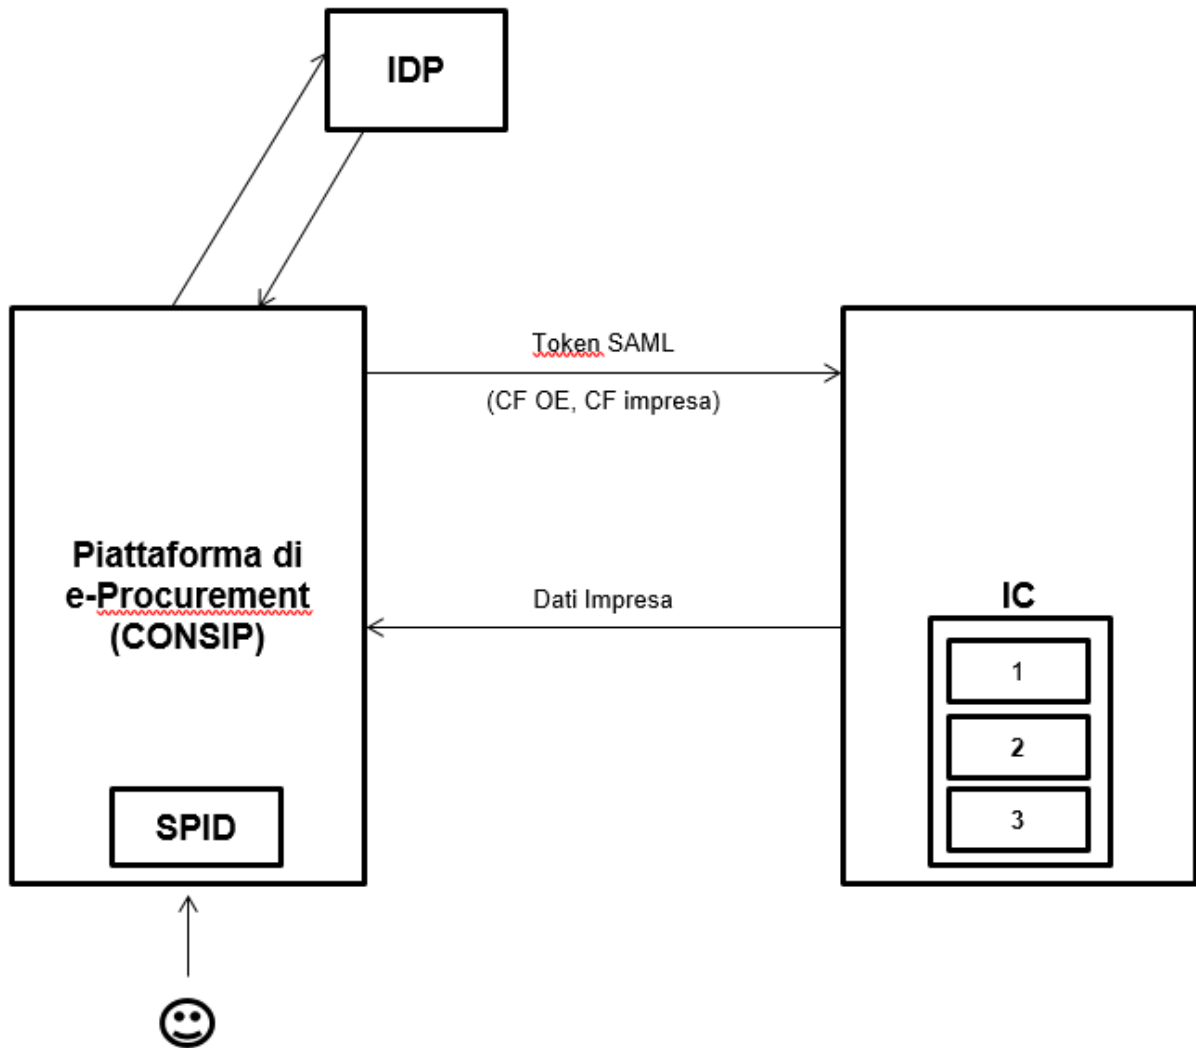 IDP
Token SAML
(CF OE, CF impresa)
Piattaforma di
e-Procurement
(CONSIP)
Dati Impresa
IC
1
2
3
SPID